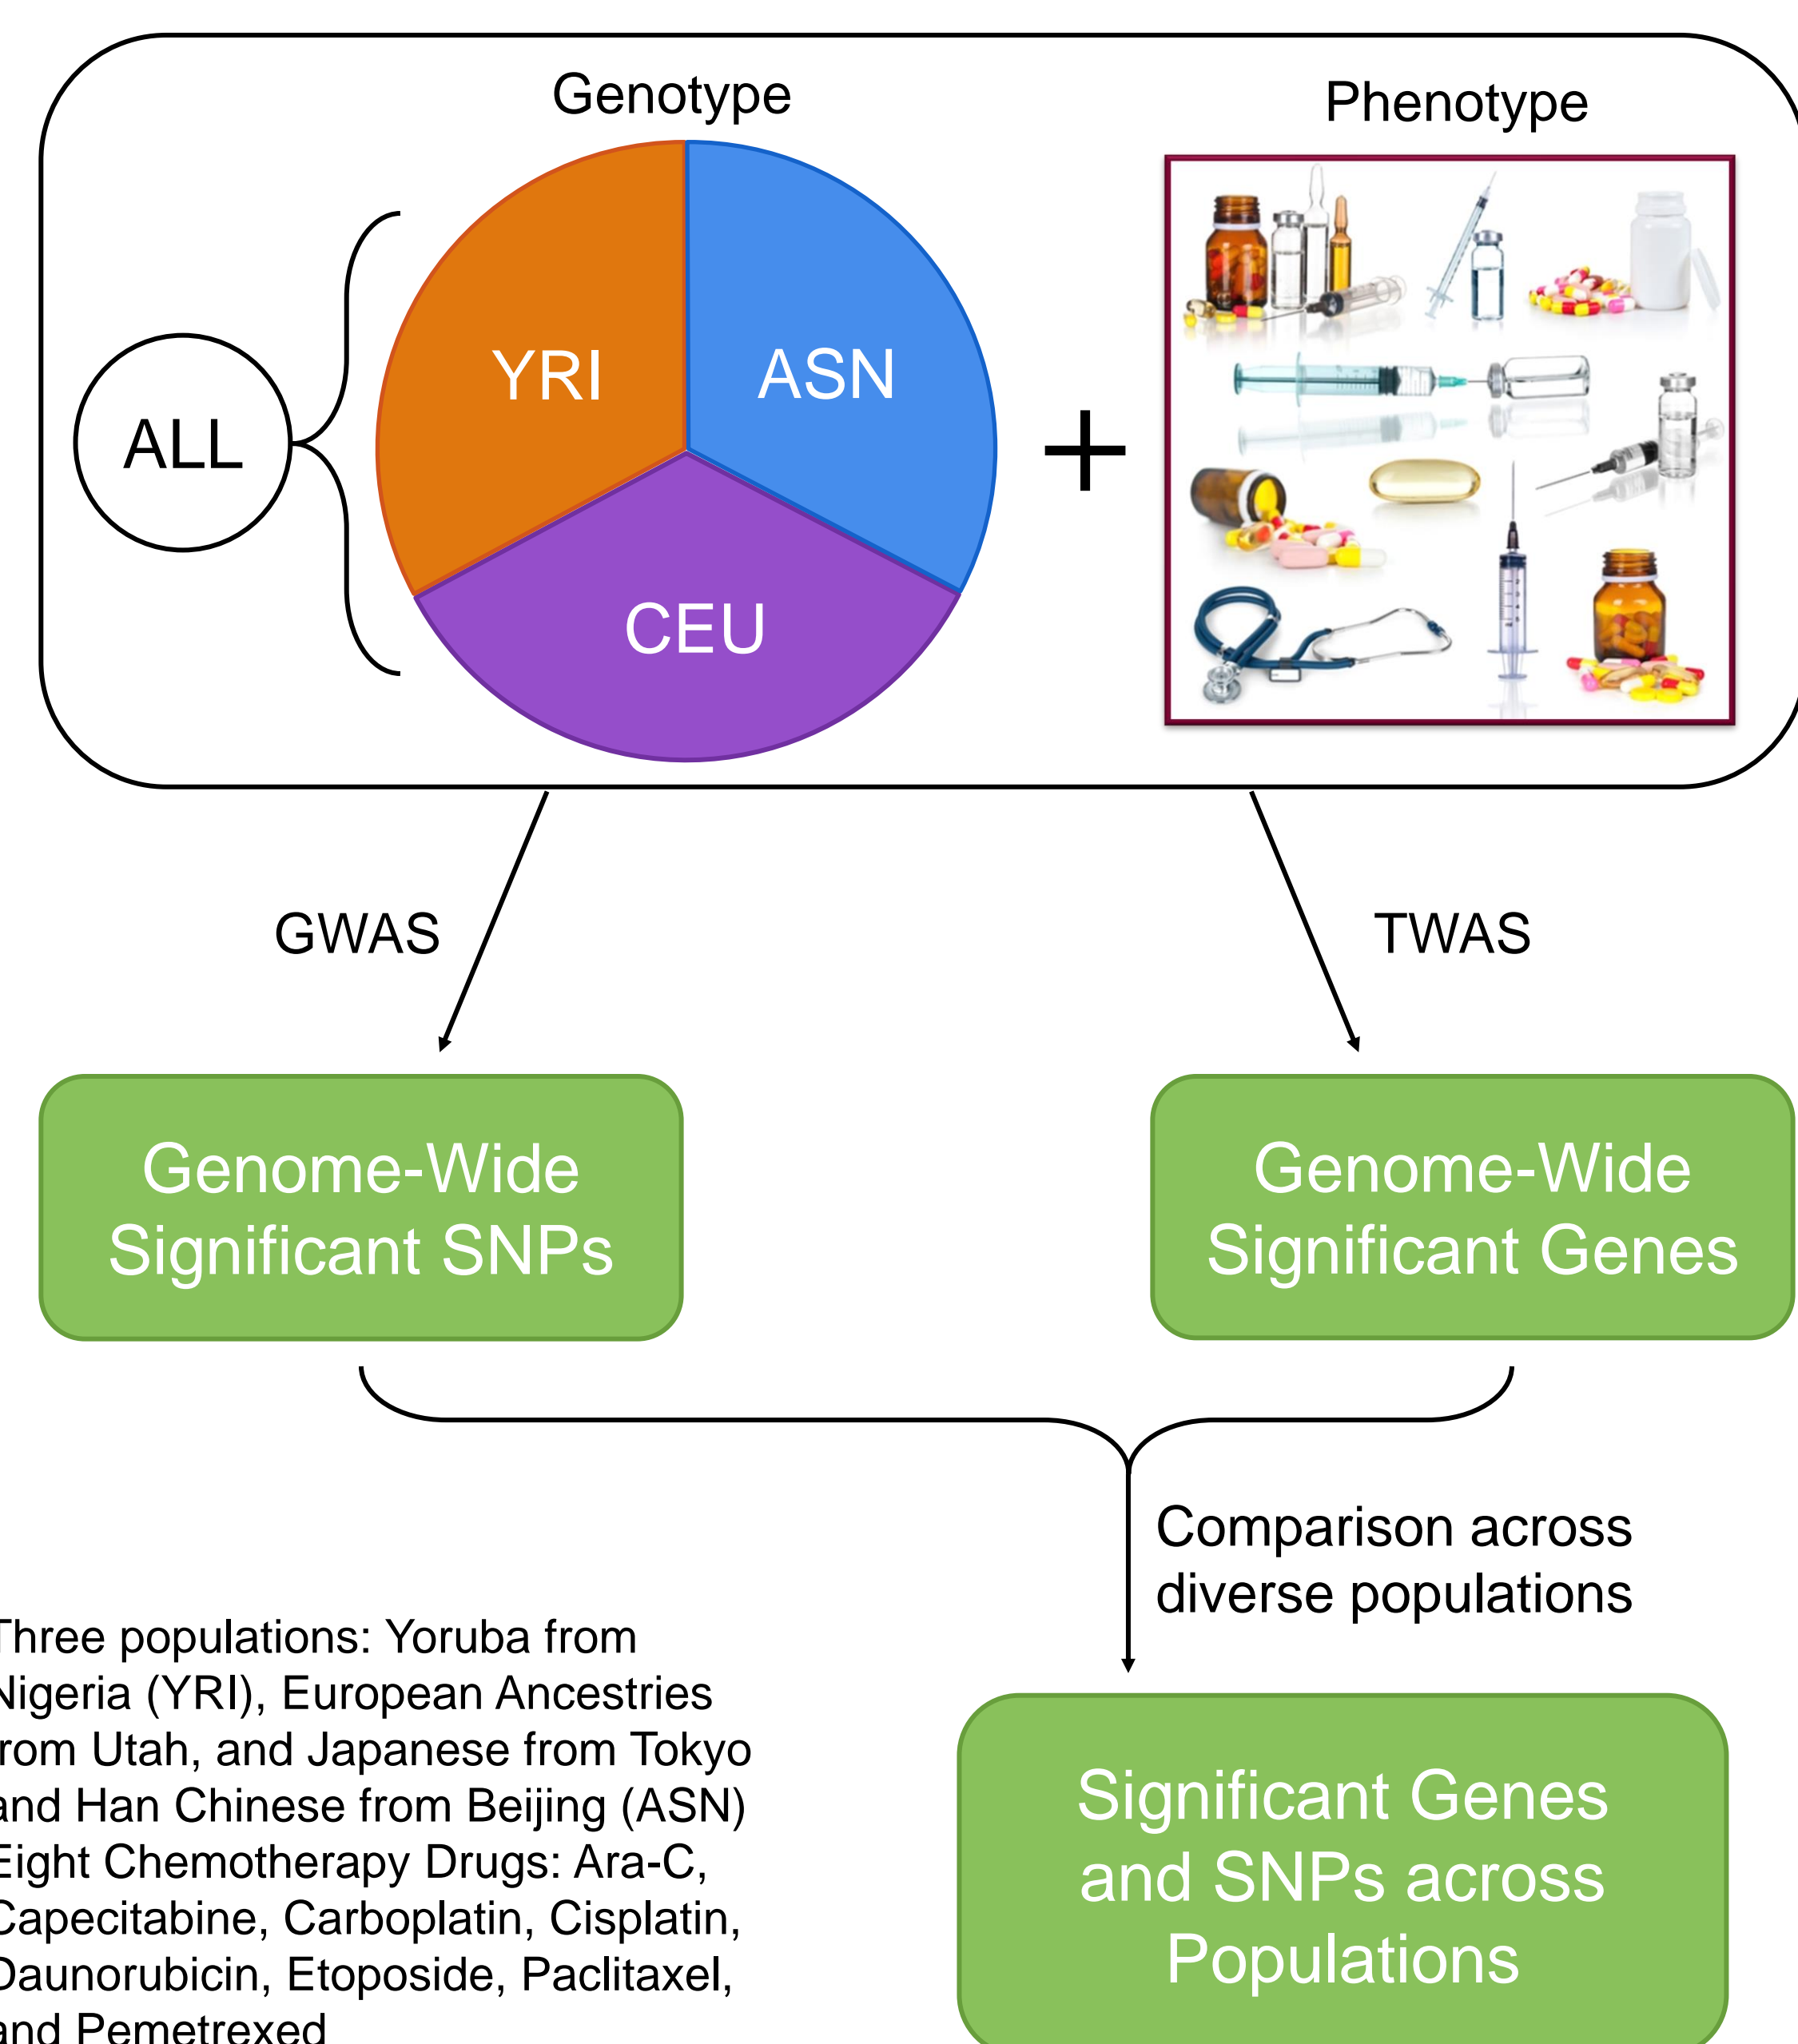 Genotype
Phenotype
ALL
YRI
ASN
CEU
+
GWAS
TWAS
Genome-Wide
Significant SNPs
Genome-Wide
Significant Genes
Comparison across
diverse populations
Three populations: Yoruba from
Nigeria (YRI), European Ancestries
from Utah, and Japanese from Tokyo
and Han Chinese from Beijing (ASN)
Eight Chemotherapy Drugs: Ara-C,
Capecitabine, Carboplatin, Cisplatin,
Daunorubicin, Etoposide, Paclitaxel,
and Pemetrexed
Significant Genes
and SNPs across
Populations